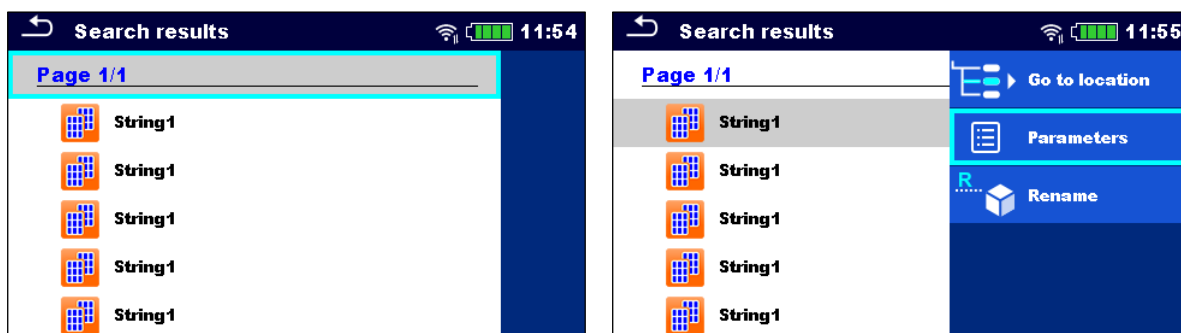 Search results 11:54
Page 1/1
String1
String1
String1
String1
String1
Search results 11:55
Page 1/1
String1
String1
String1
String1
String1
Go to location
Parameters
R
Rename